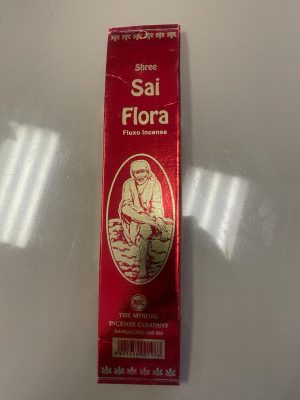 Shree
Sai
Flora
Fluxo Incense
THE MYSORE
INCENSE COMPANY